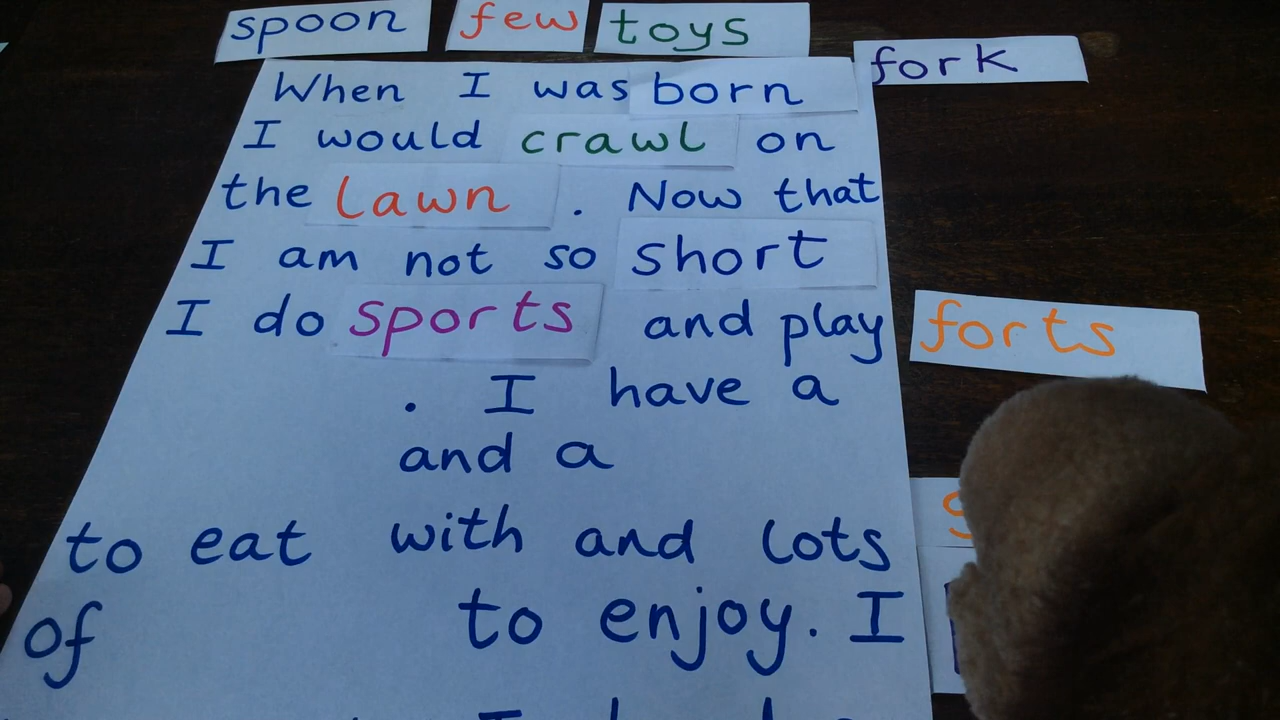 spoon few toys
fork
When I was born
I would crawl on
the lawn . Now that
I am not so short
I do sports and play
forts
. I have a
and a
to eat with and lots
of to enjoy. I